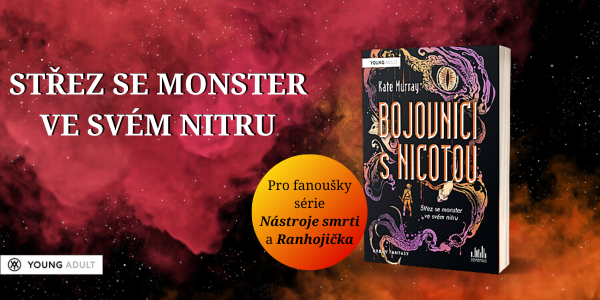 STŘEZ SE MONSTER
VE SVÉM NITRU
Pro fanoušky
série
Nástroje smrti
a Ranhojička
YOUNG ADULT
YOUNG ADULT
Kate Murray
BOJOVNÍCI
S NICOTOU
Střez se monster
ve svém nitru
FANTASY